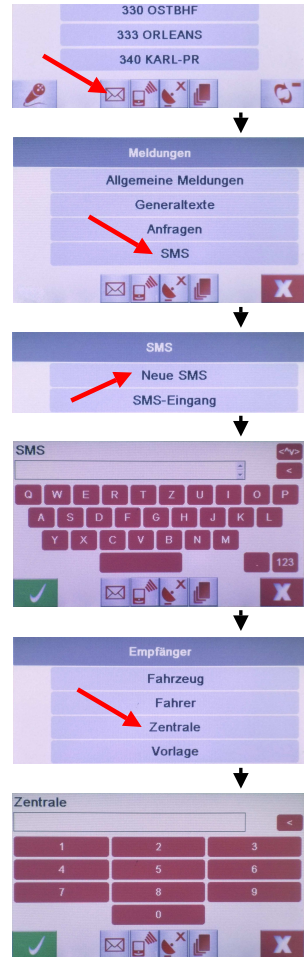 330 OSTBHF
333 ORLEANS
340 KARL-PR
Meldungen
Allgemeine Meldungen
Generaltexte
Anfragen
SMS
X
SMS
Neue SMS
SMS-Eingang
SMS
<^v>
<
Q W E R T Z U I O P
A S D F G H J K L
Y X C V B N M
. 123
X
Empfänger
Fahrzeug
Fahrer
Zentrale
Vorlage
Zentrale
<
1 2 3
4 5 6
7 8 9
0
X